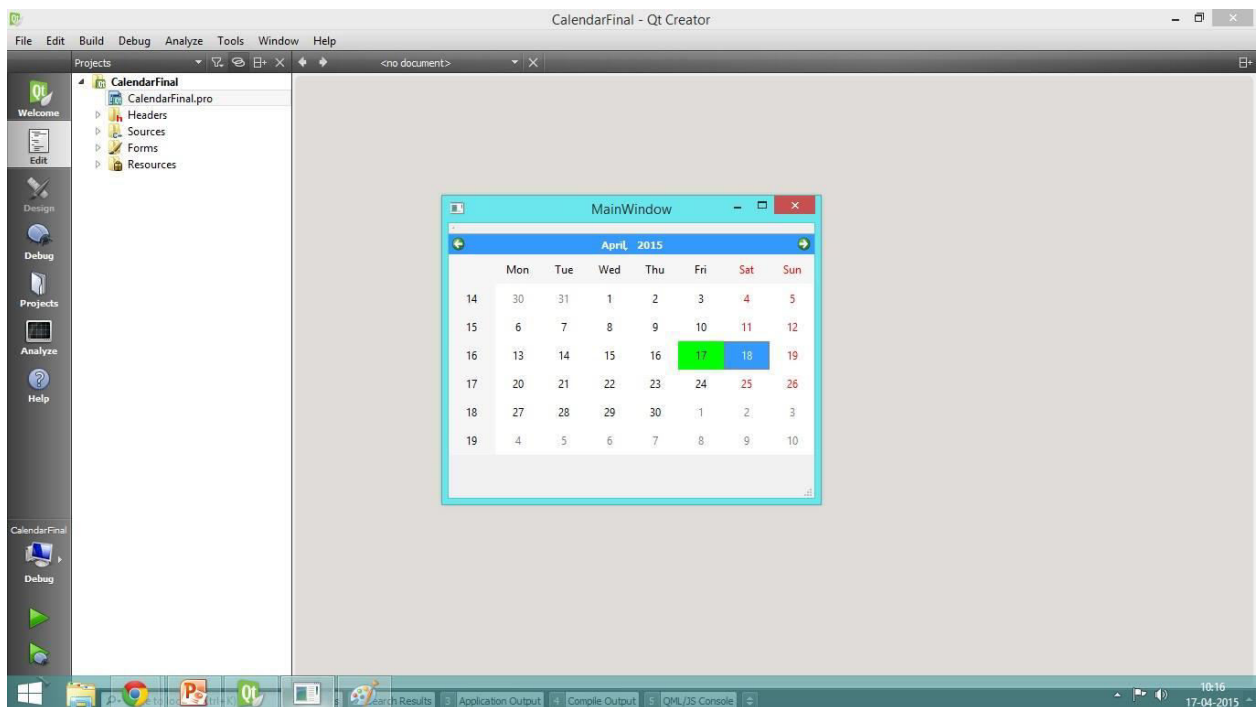 CalendarFinal - Qt Creator
File Edit Build Debug Analyze Tools Window Help
Projects <no document>
Welcome
Edit
Design
Debug
Projects
Analyze
Help
CalendarFinal
CalendarFinal.pro
Headers
Sources
Forms
Resources
MainWindow
April, 2015
Mon Tue Wed Thu Fri Sat Sun
14 30 31 1 2 3 4 5
15 6 7 8 9 10 11 12
16 13 14 15 16 17 18 19
17 20 21 22 23 24 25 26
18 27 28 29 30 1 2 3
19 4 5 6 7 8 9 10
CalendarFinal
Debug
Search Results 3 Application Output 4 Compile Output 5 QML/JS Console
10:16
17-04-2015